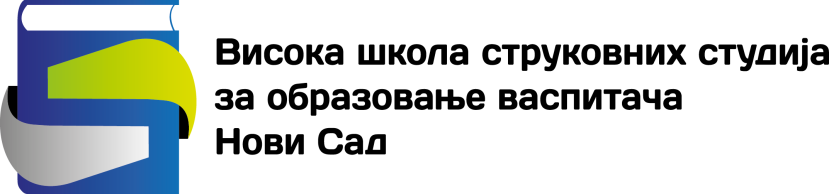 Висока школа струковних студија
за образовање васпитача
Нови Сад